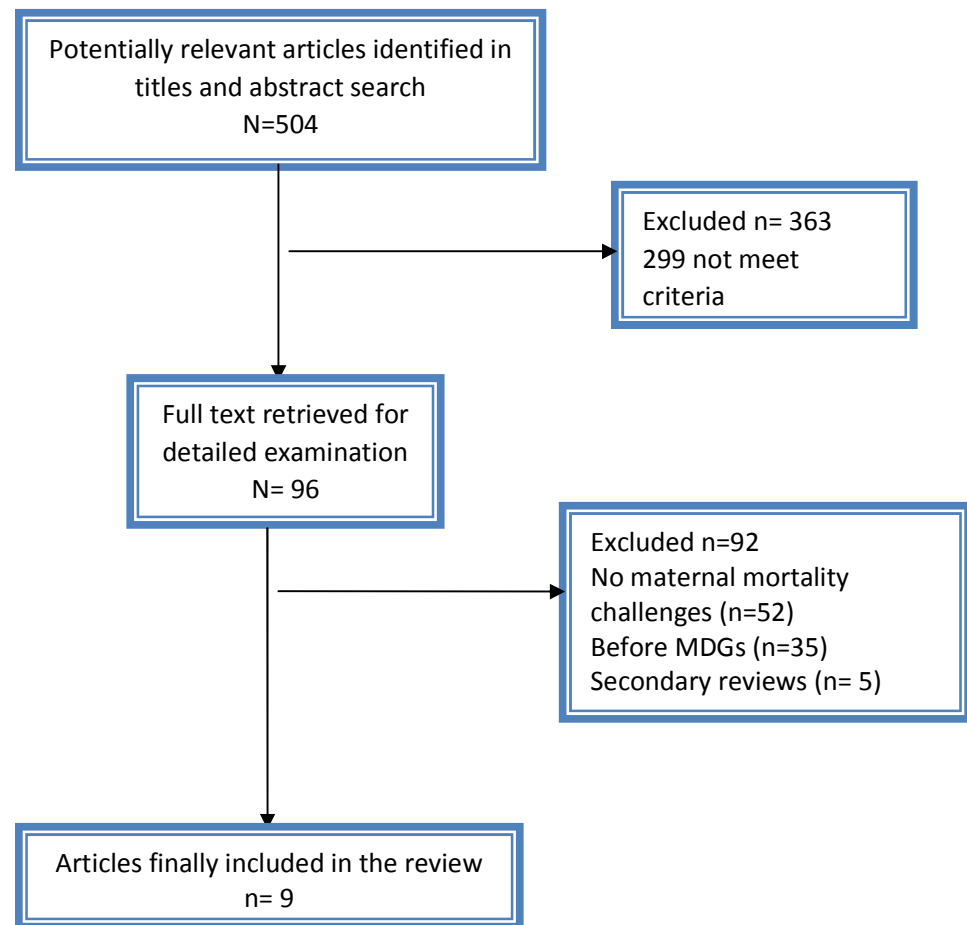 Potentially relevant articles identified in
titles and abstract search
N=504
Excluded n= 363
299 not meet
criteria
Full text retrieved for
detailed examination
N= 96
Excluded n=92
No maternal mortality
challenges (n=52)
Before MDGs (n=35)
Secondary reviews (n= 5)
Articles finally included in the review
n= 9